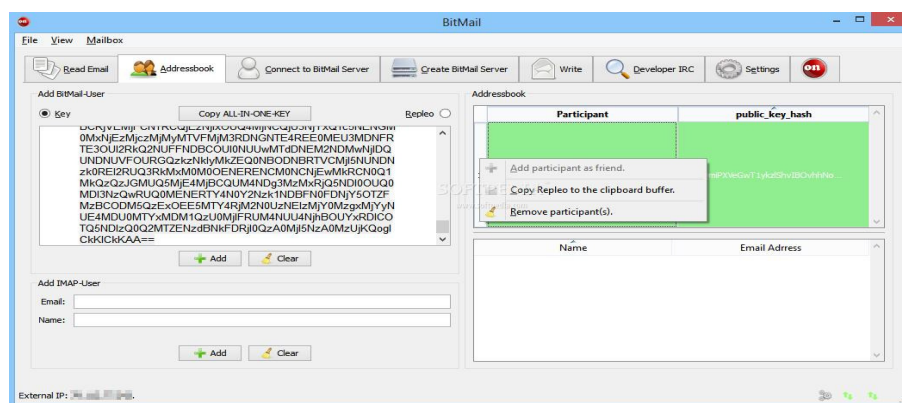 BitMail
File View Mailbox
Read Email Addressbook Connect to BitMail Server Create BitMail Server Write Developer IRC Settings on
Add BitMail-User
Key Copy ALL-IN-ONE-KEY Repleo
0MxNjEzMjczMjMyMTVFMjM3RDNGNTE4REE0MEU3MDNFR
TE3OUI2RkQ2NUFFNDBCOUI0NUUwMTdDNEM2NDMwNjlD
UNDNUVFOURGQzkzNkIyMkZEQ0NBODNBRTVCMjI5NUNDN
zk0REI2RUQ3RkMxM0M0OENERENCM0NCNjEwMkRCN0Q1
MkQzQzJGMUQ5MjE4MjBCQUM4NDg3MzMxRjQ5NDI0OUQ0
MDI3NzQwRUQ0MENERTY4N0Y2Nzk1NDBFN0FDNjY5OTZF
MzBCODM5QzExOEE5MTY4RjM2N0UzNEIzMjY0MzgxMjYyN
UE4MDU0MTYxMDM1QzU0MjlFRUM4NUU4NjhBOUYxRDICO
TQ5NDIzQ0Q2MTZENzdBNkFDRjI0QzA0MjI5NzA0MzUjKQogI
CkKICkKAA==
Add Clear
Add IMAP-User
Email:
Name:
Add Clear
Addressbook
Participant public_key_hash
Add participant as friend.
Copy Repleo to the clipboard buffer.
Remove participant(s).
Name Email Adrress
External IP: